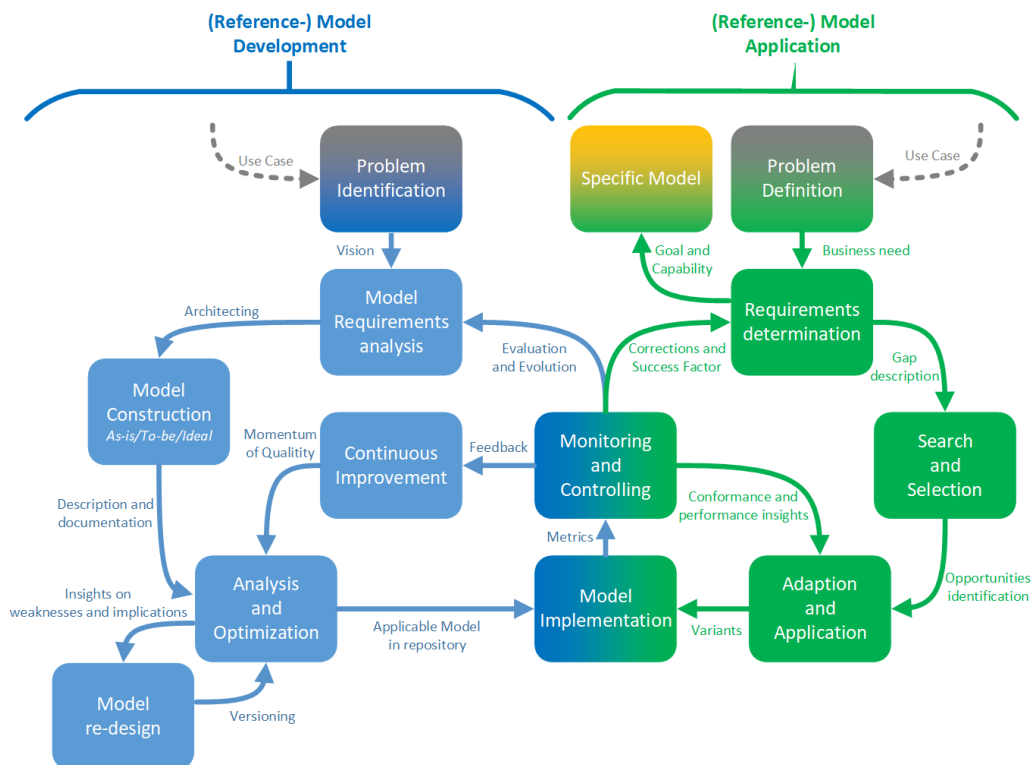 (Reference-) Model
Development
(Reference-) Model
Application
Use Case
Problem
Identification
Specific Model
Problem
Definition
Use Case
Vision
Goal and
Capability
Business need
Architecting
Model
Requirements
analysis
Requirements
determination
Evaluation
and Evolution
Corrections and
Success Factor
Gap
description
Model
Construction
As-is/To-be/Ideal
Momentum
of Qualitity
Continuous
Improvement
Feedback
Monitoring
and
Controlling
Search
and
Selection
Description and
documentation
Conformance and
performance insights
Metrics
Insights on
weaknesses and implications
Analysis
and
Optimization
Applicable Model
in repository
Model
Implementation
Variants
Adaption
and
Application
Opportunities
identification
Model
re-design
Versioning